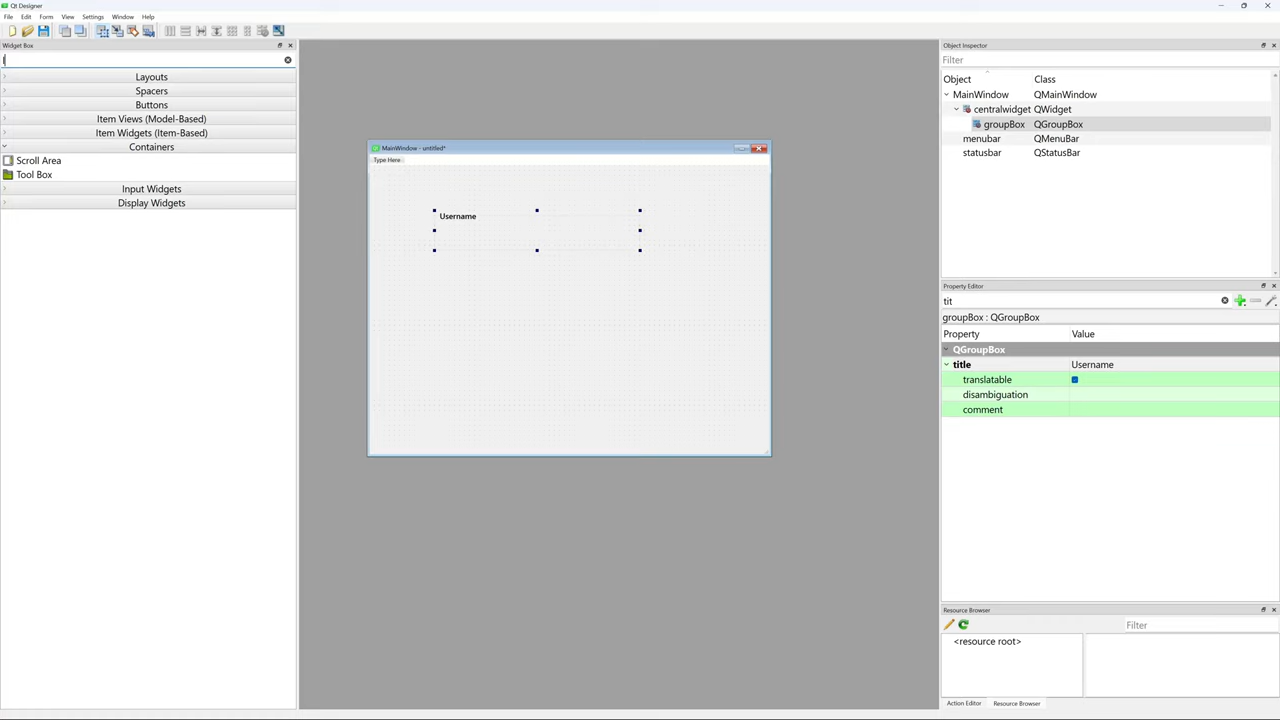 Qt Designer
File Edit Form View Settings Window Help
Widget Box
l
Layouts
Spacers
Buttons
Item Views (Model-Based)
Item Widgets (Item-Based)
Containers
Scroll Area
Tool Box
Input Widgets
Display Widgets
MainWindow - untitled*
Type Here
Username
Object Inspector
Filter
Object Class
MainWindow QMainWindow
centralwidget QWidget
groupBox QGroupBox
menubar QMenuBar
statusbar QStatusBar
Property Editor
tit
groupBox : QGroupBox
Property Value
QGroupBox
title Username
translatable
disambiguation
comment
Resource Browser
Filter
<resource root>
Action Editor Resource Browser